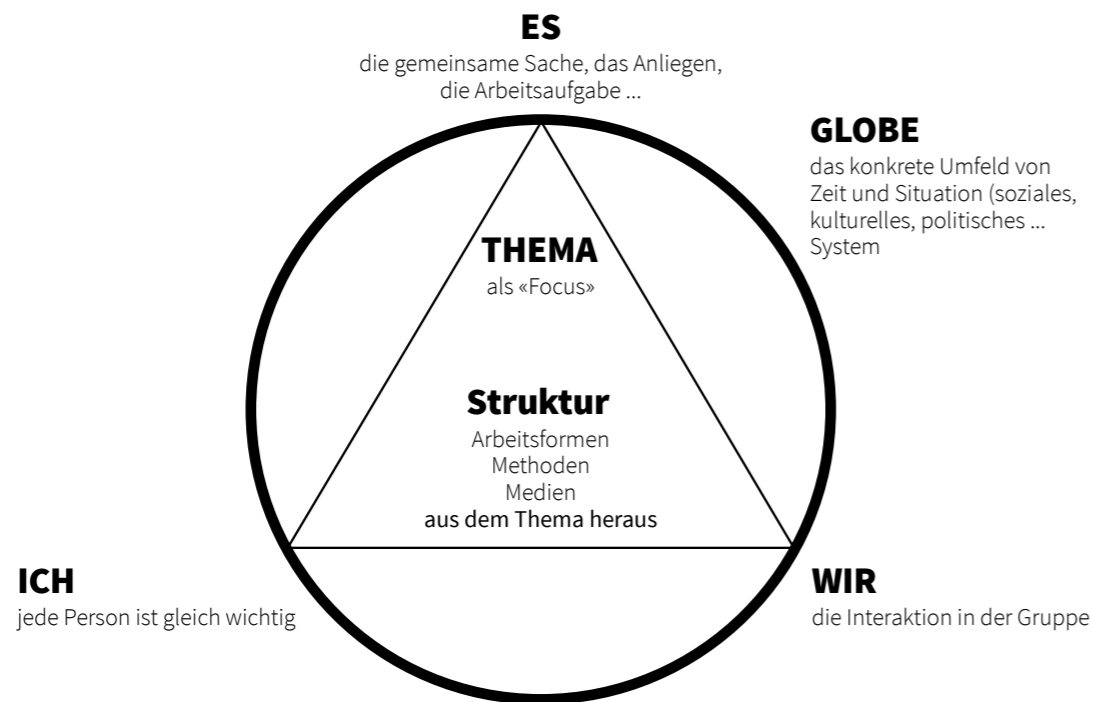 ES
die gemeinsame Sache, das Anliegen,
die Arbeitsaufgabe ...
GLOBE
das konkrete Umfeld von
Zeit und Situation (soziales,
kulturelles, politisches ...
System
THEMA
als «Focus»
Struktur
Arbeitsformen
Methoden
Medien
aus dem Thema heraus
ICH
jede Person ist gleich wichtig
WIR
die Interaktion in der Gruppe